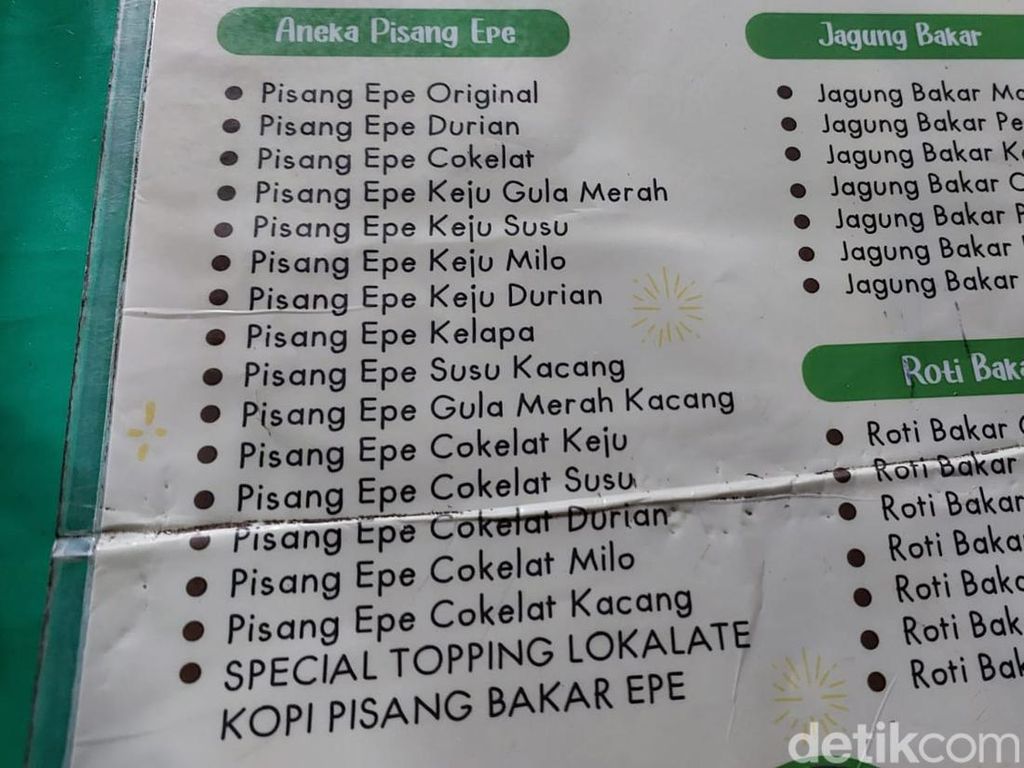 Aneka Pisang Epe
Pisang Epe Original
Pisang Epe Durian
Pisang Epe Cokelat
Pisang Epe Keju Gula Merah
Pisang Epe Keju Susu
Pisang Epe Keju Milo
Pisang Epe Keju Durian
Pisang Epe Kelapa
Pisang Epe Susu Kacang
Pisang Epe Gula Merah Kacang
Pisang Epe Cokelat Keju
Pisang Epe Cokelat Susu
Pisang Epe Cokelat Durian
Pisang Epe Cokelat Milo
Pisang Epe Cokelat Kacang
SPECIAL TOPPING LOKALATE
KOPI PISANG BAKAR EPE
Jagung Bakar
Jagung Bakar
Jagung Bakar
Jagung Bakar
Jagung Bakar
Jagung Bakar
Jagung Bakar
Jagung Bakar
Roti
Roti Bakar
Roti Bakar
Roti Bakar
Roti
Roti
Roti
Roti
detikcom